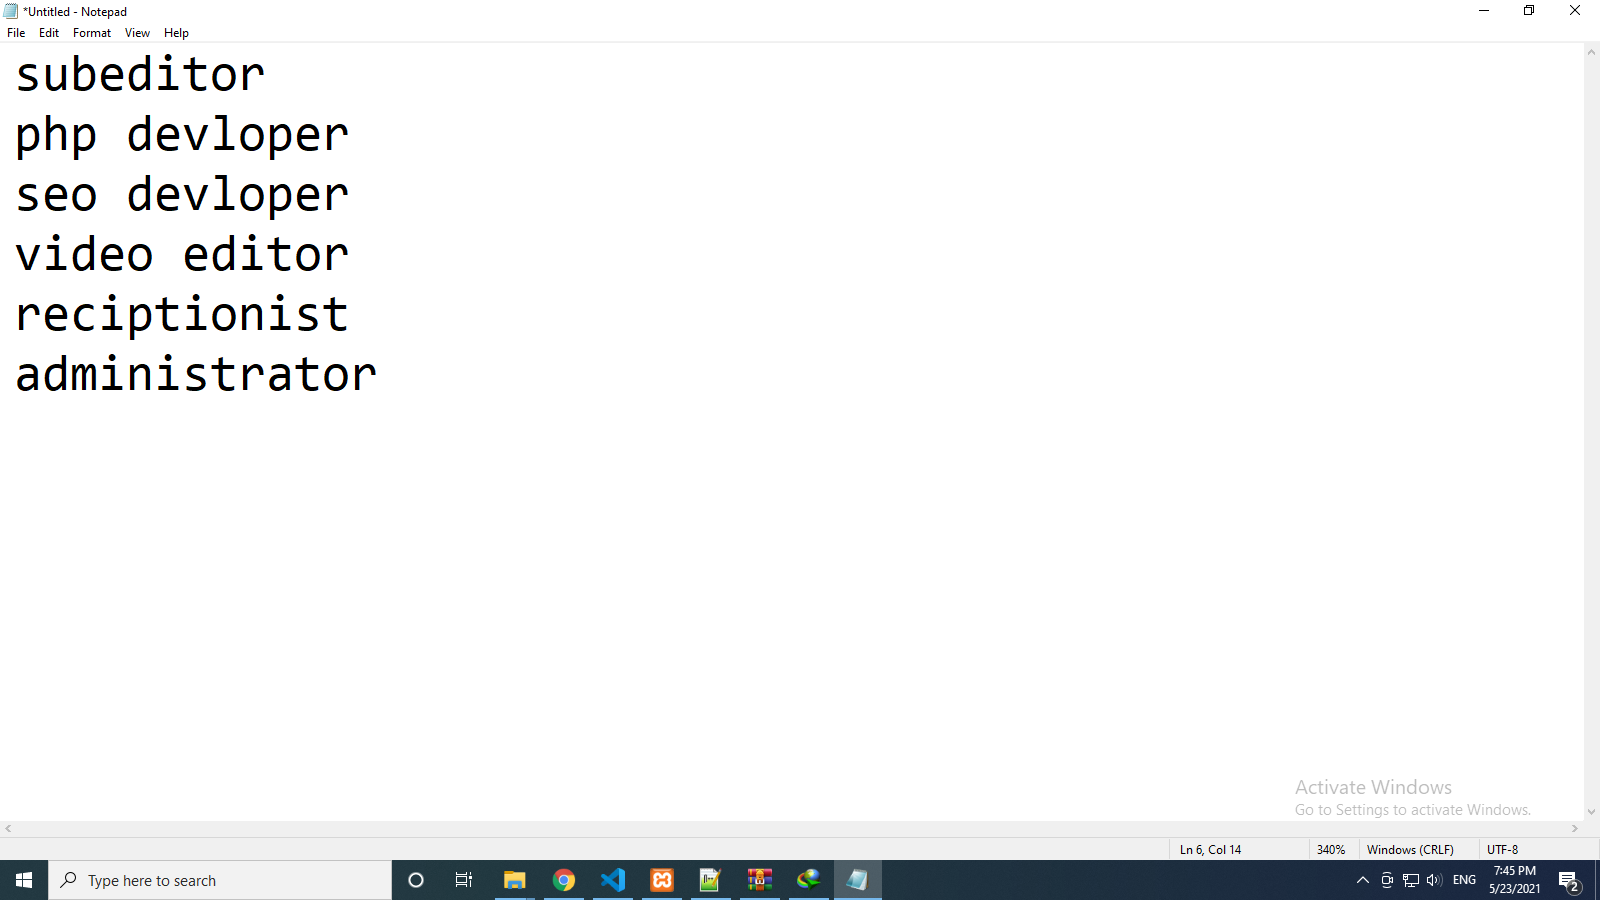 *Untitled - Notepad
File Edit Format View Help
subeditor
php devloper
seo devloper
video editor
reciptionist
administrator
Activate Windows
Go to Settings to activate Windows.
Ln 6, Col 14 340% Windows (CRLF) UTF-8
Type here to search
ENG
7:45 PM
5/23/2021
2